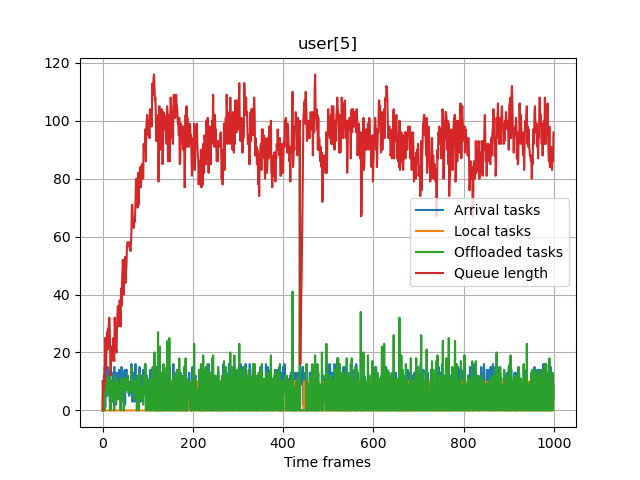 user[5]
120
100
80
60
40
20
0
Arrival tasks
Local tasks
Offloaded tasks
Queue length
0 200 400 600 800 1000
Time frames